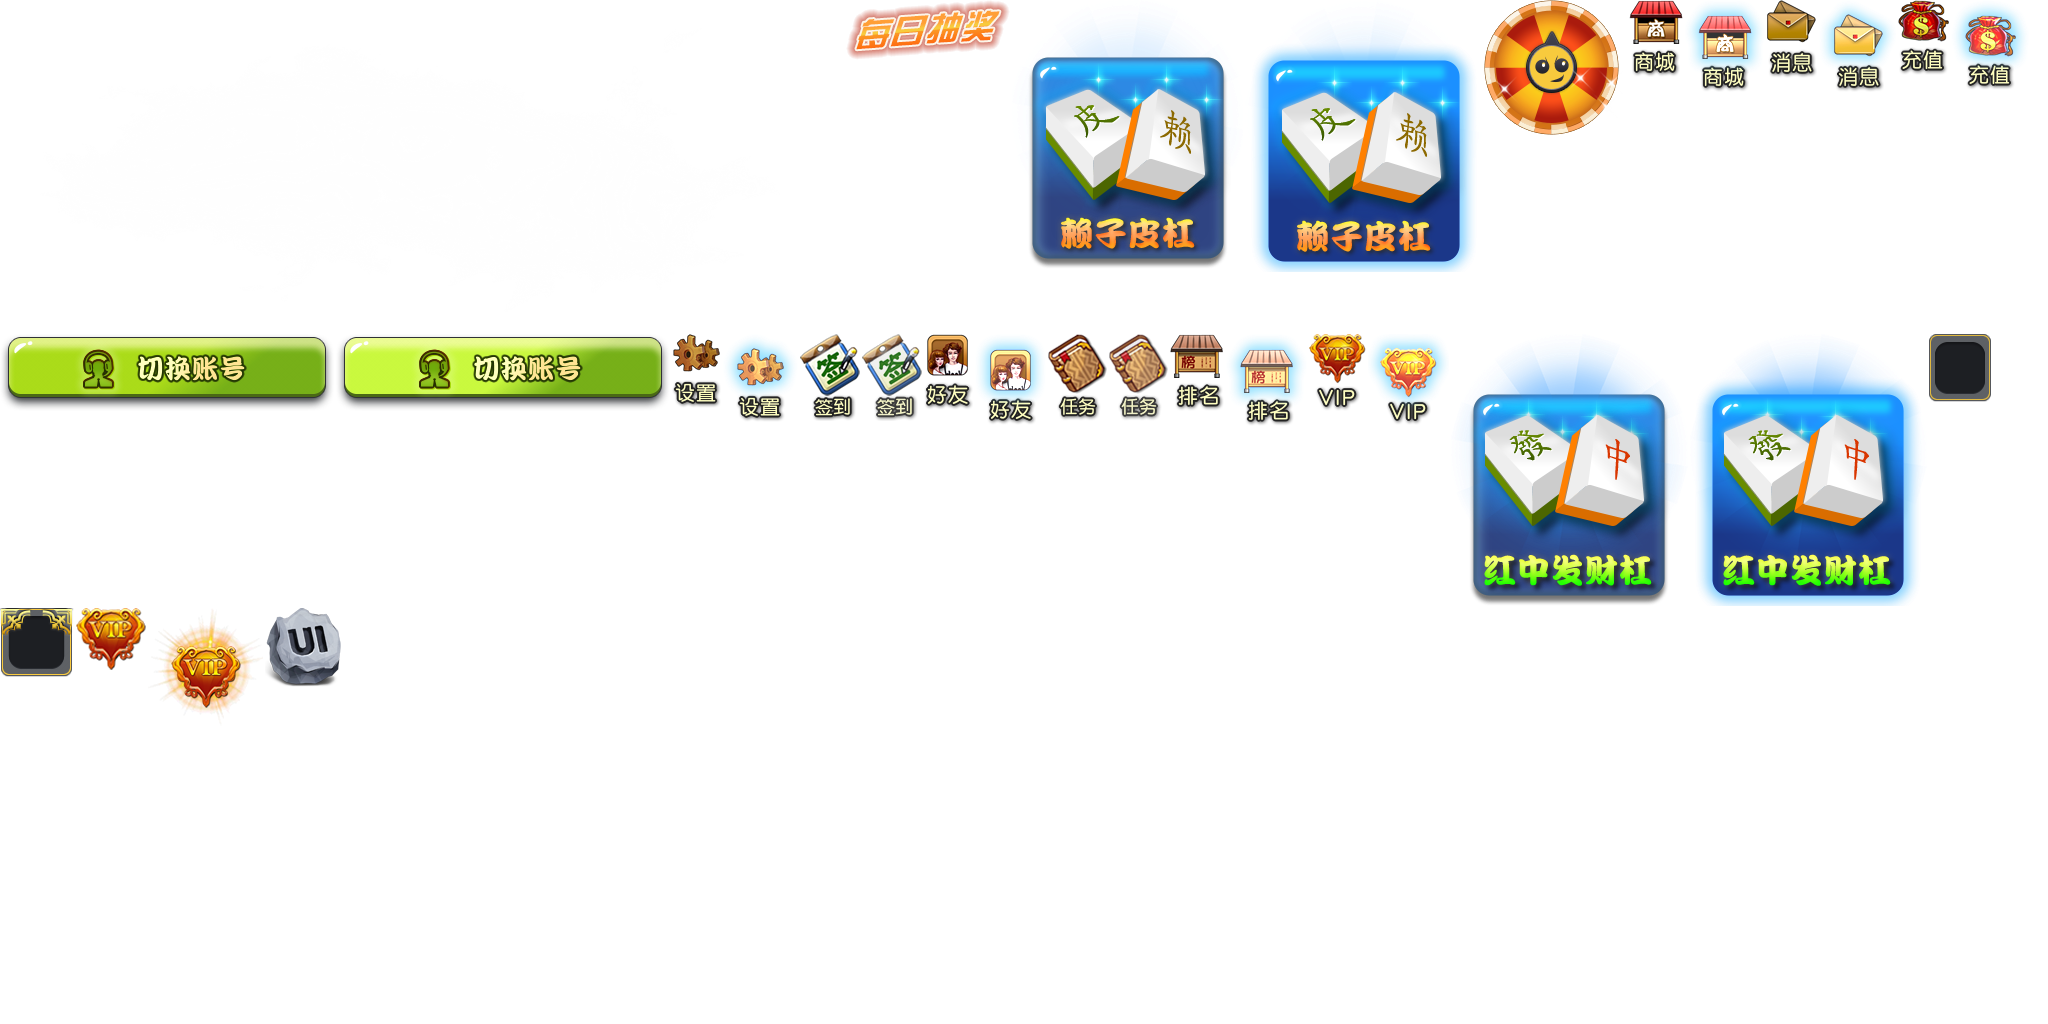 每日抽奖
皮 赖
赖子皮杠
皮 赖
赖子皮杠
商
商城
商
商城
消息
消息
$
充值
$
充值
切换账号
切换账号
设置
设置
签
签到
签
签到
好友
好友
任务
任务
榜
排名
榜
排名
VIP
VIP
VIP
VIP
發 中
红中发财杠
發 中
红中发财杠
VIP
VIP
UI